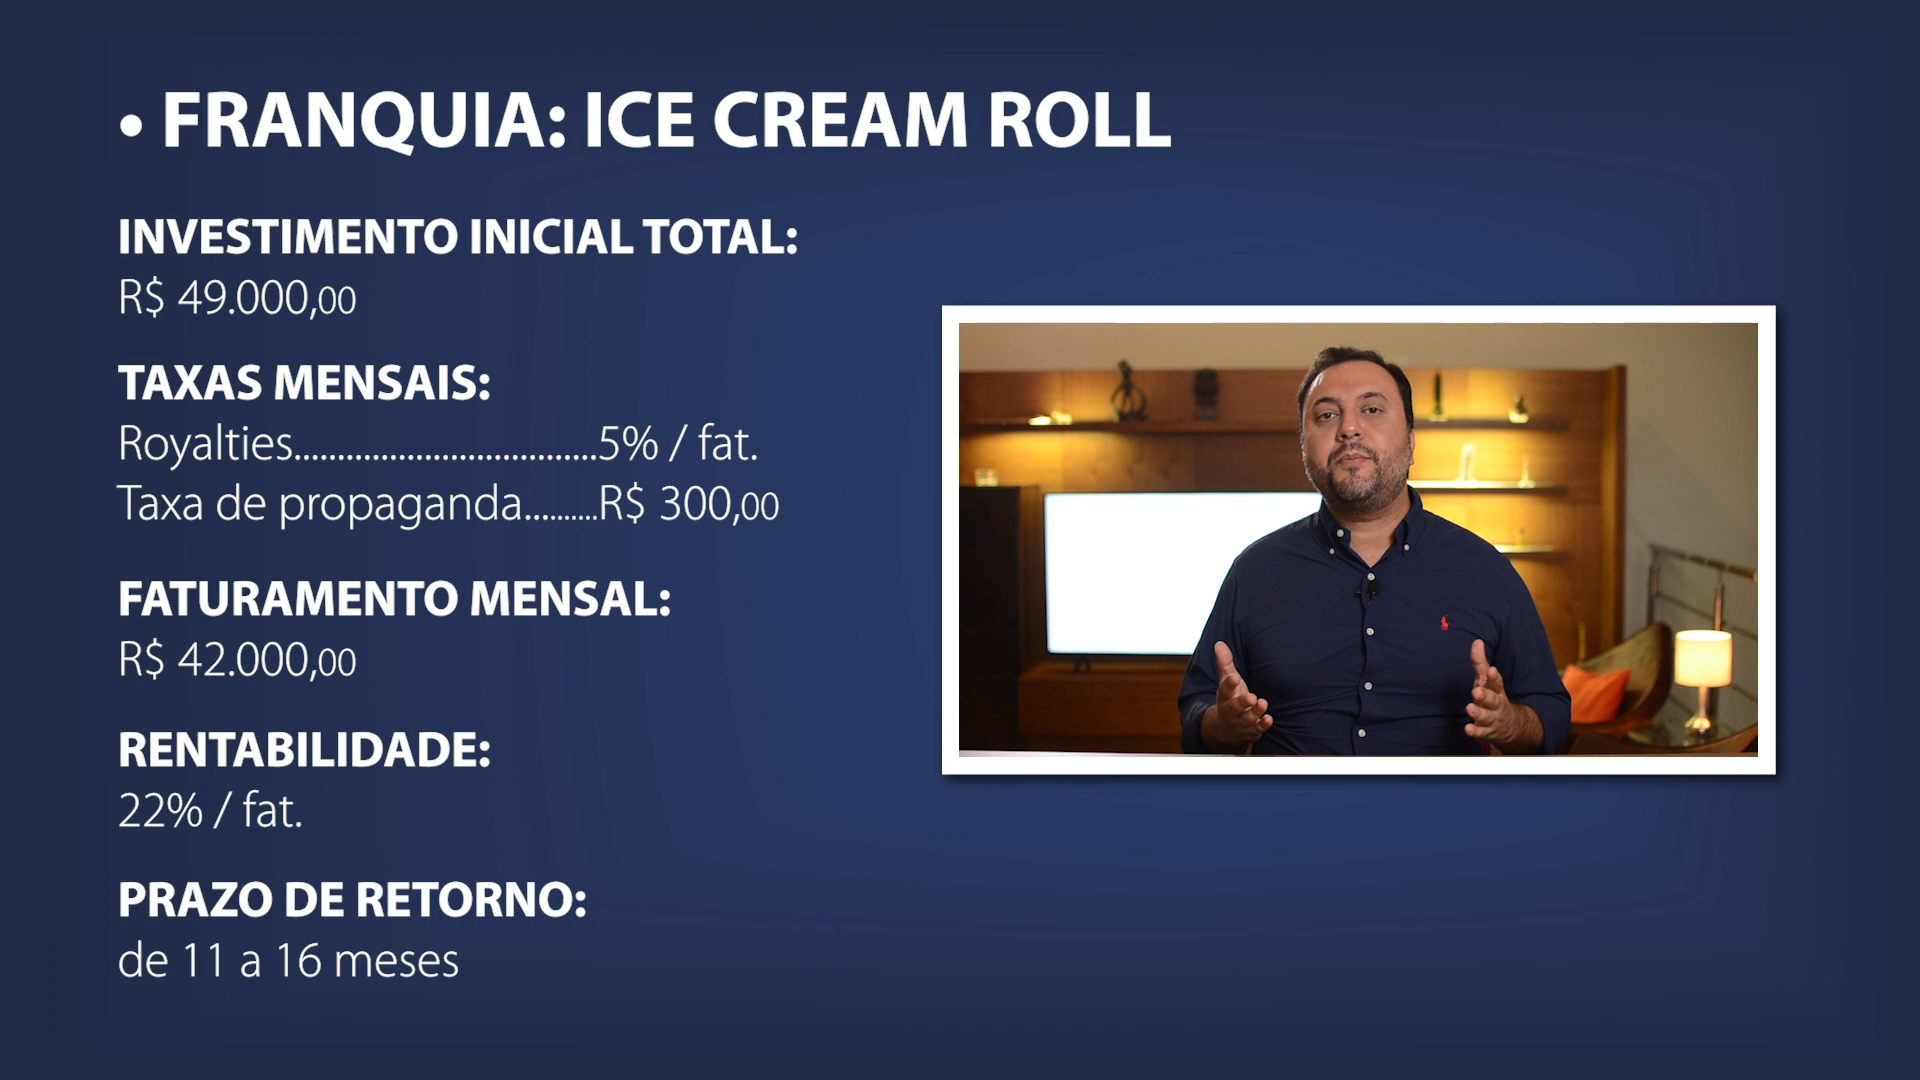 • FRANQUIA: ICE CREAM ROLL
INVESTIMENTO INICIAL TOTAL:
R$ 49.000,00
TAXAS MENSAIS:
Royalties...................................5% / fat.
Taxa de propaganda..........R$ 300,00
FATURAMENTO MENSAL:
R$ 42.000,00
RENTABILIDADE:
22% / fat.
PRAZO DE RETORNO:
de 11 a 16 meses